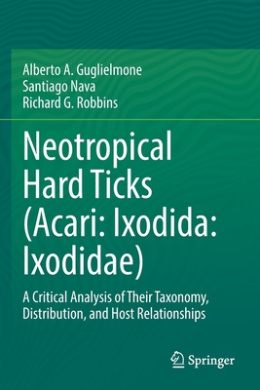 Alberto A. Guglielmone
Santiago Nava
Richard G. Robbins
Neotropical
Hard Ticks
(Acari: Ixodida:
Ixodidae)
A Critical Analysis of Their Taxonomy,
Distribution, and Host Relationships
Springer